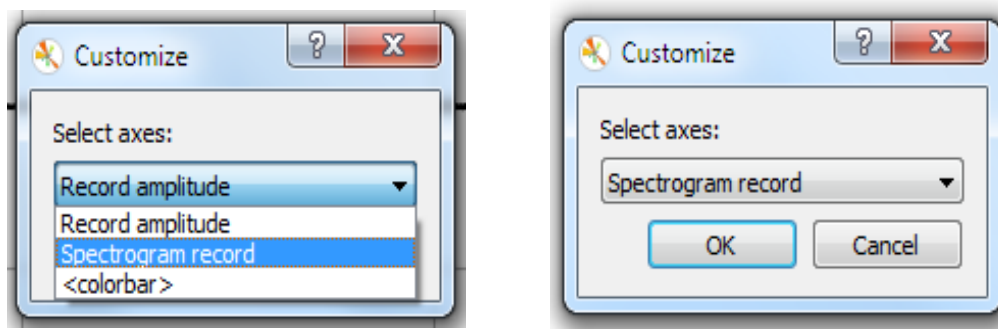 Customize
Select axes:
Record amplitude
Record amplitude
Spectrogram record
<colorbar>
Customize
Select axes:
Spectrogram record
OK
Cancel